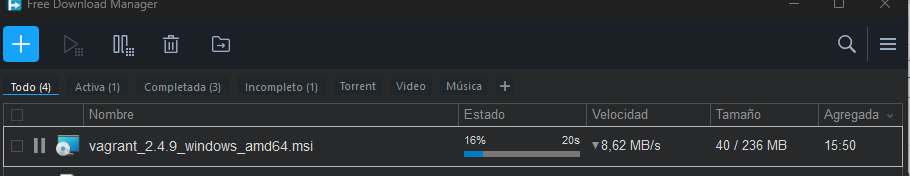 Free Download Manager
Todo (4) Activa (1) Completada (3) Incompleto (1) Torrent Video Música
Nombre Estado Velocidad Tamaño Agregada
vagrant_2.4.9_windows_amd64.msi 16% 20s 8,62 MB/s 40 / 236 MB 15:50